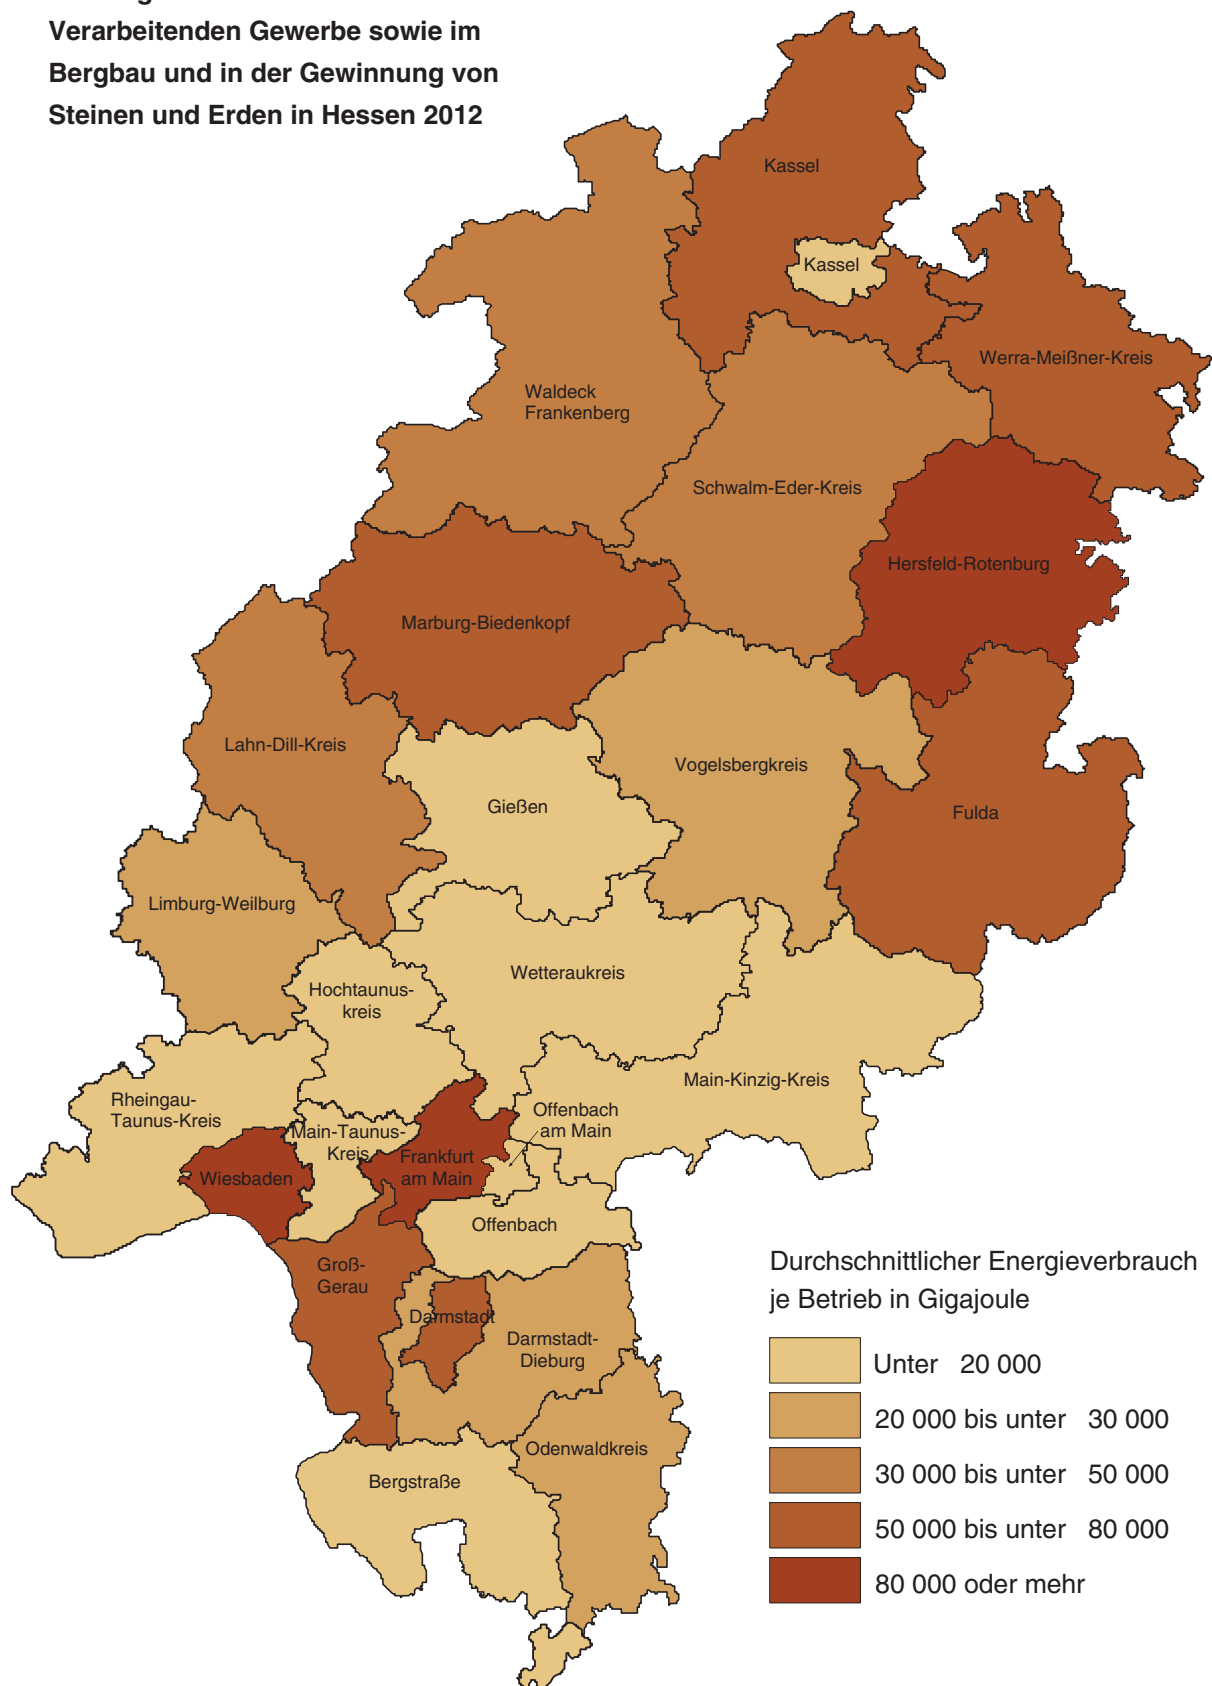 Verarbeitenden Gewerbe sowie im
Bergbau und in der Gewinnung von
Steinen und Erden in Hessen 2012
Kassel
Kassel
Werra-Meißner-Kreis
Waldeck
Frankenberg
Schwalm-Eder-Kreis
Hersfeld-Rotenburg
Marburg-Biedenkopf
Lahn-Dill-Kreis
Vogelsbergkreis
Gießen
Fulda
Limburg-Weilburg
Wetteraukreis
Hochtaunus-
kreis
Main-Kinzig-Kreis
Rheingau-
Taunus-Kreis
Offenbach
am Main
Main-Taunus-
Kreis
Frankfurt
am Main
Wiesbaden
Offenbach
Groß-
Gerau
Darmstadt
Darmstadt-
Dieburg
Odenwaldkreis
Bergstraße
Durchschnittlicher Energieverbrauch
je Betrieb in Gigajoule
Unter 20 000
20 000 bis unter 30 000
30 000 bis unter 50 000
50 000 bis unter 80 000
80 000 oder mehr